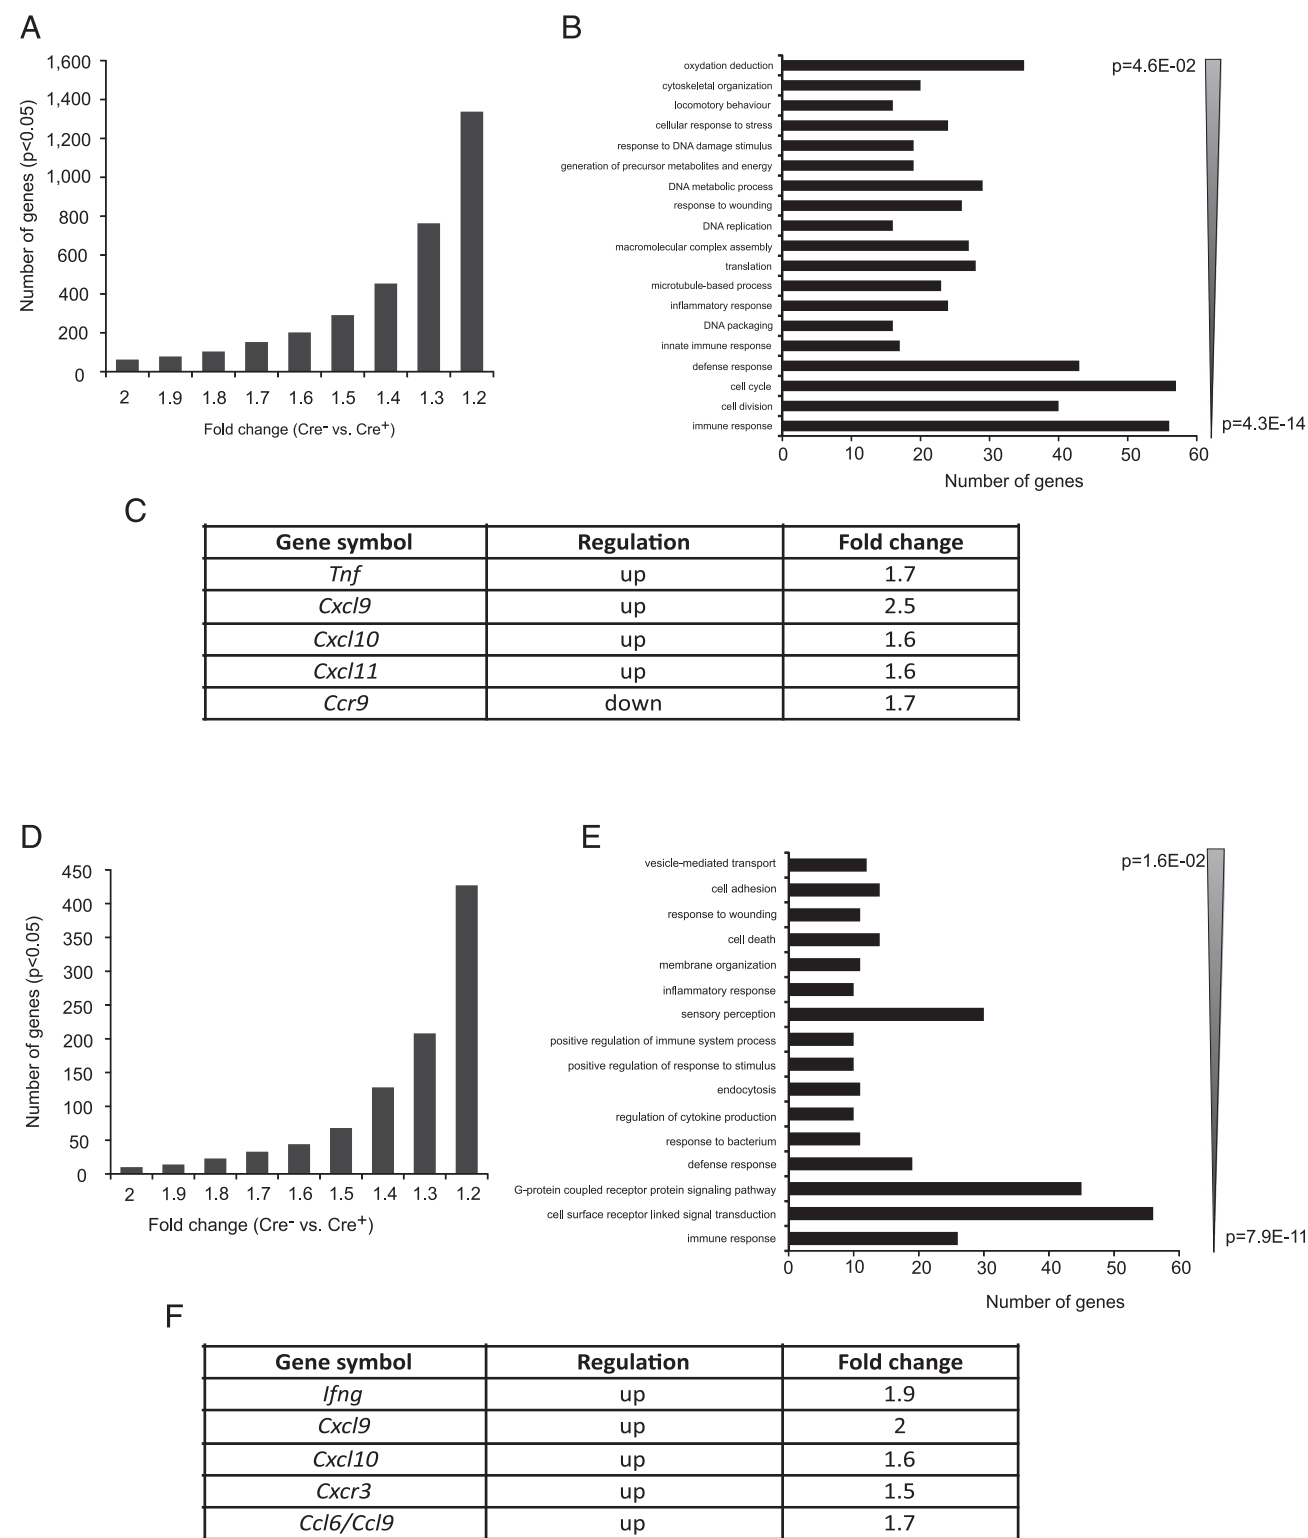 A
Number of genes (p<0.05)
1,600
1,400
1,200
1,000
800
600
400
200
0
2 1.9 1.8 1.7 1.6 1.5 1.4 1.3 1.2
Fold change (Cre- vs. Cre+)
B
oxydation deduction
cytoskeletal organization
locomotory behaviour
cellular response to stress
response to DNA damage stimulus
generation of precursor metabolites and energy
DNA metabolic process
response to wounding
DNA replication
macromolecular complex assembly
translation
microtubule-based process
inflammatory response
DNA packaging
innate immune response
defense response
cell cycle
cell division
immune response
0 10 20 30 40 50 60
Number of genes
p=4.6E-02
p=4.3E-14
C
Gene symbol Regulation Fold change
Tnf up 1.7
Cxcl9 up 2.5
Cxcl10 up 1.6
Cxcl11 up 1.6
Ccr9 down 1.7
D
Number of genes (p<0.05)
450
400
350
300
250
200
150
100
50
0
2 1.9 1.8 1.7 1.6 1.5 1.4 1.3 1.2
Fold change (Cre- vs. Cre+)
E
vesicle-mediated transport
cell adhesion
response to wounding
cell death
membrane organization
inflammatory response
sensory perception
positive regulation of immune system process
positive regulation of response to stimulus
endocytosis
regulation of cytokine production
response to bacterium
defense response
G-protein coupled receptor protein signaling pathway
cell surface receptor linked signal transduction
immune response
0 10 20 30 40 50 60
Number of genes
p=1.6E-02
p=7.9E-11
F
Gene symbol Regulation Fold change
Ifng up 1.9
Cxcl9 up 2
Cxcl10 up 1.6
Cxcr3 up 1.5
Ccl6/Ccl9 up 1.7